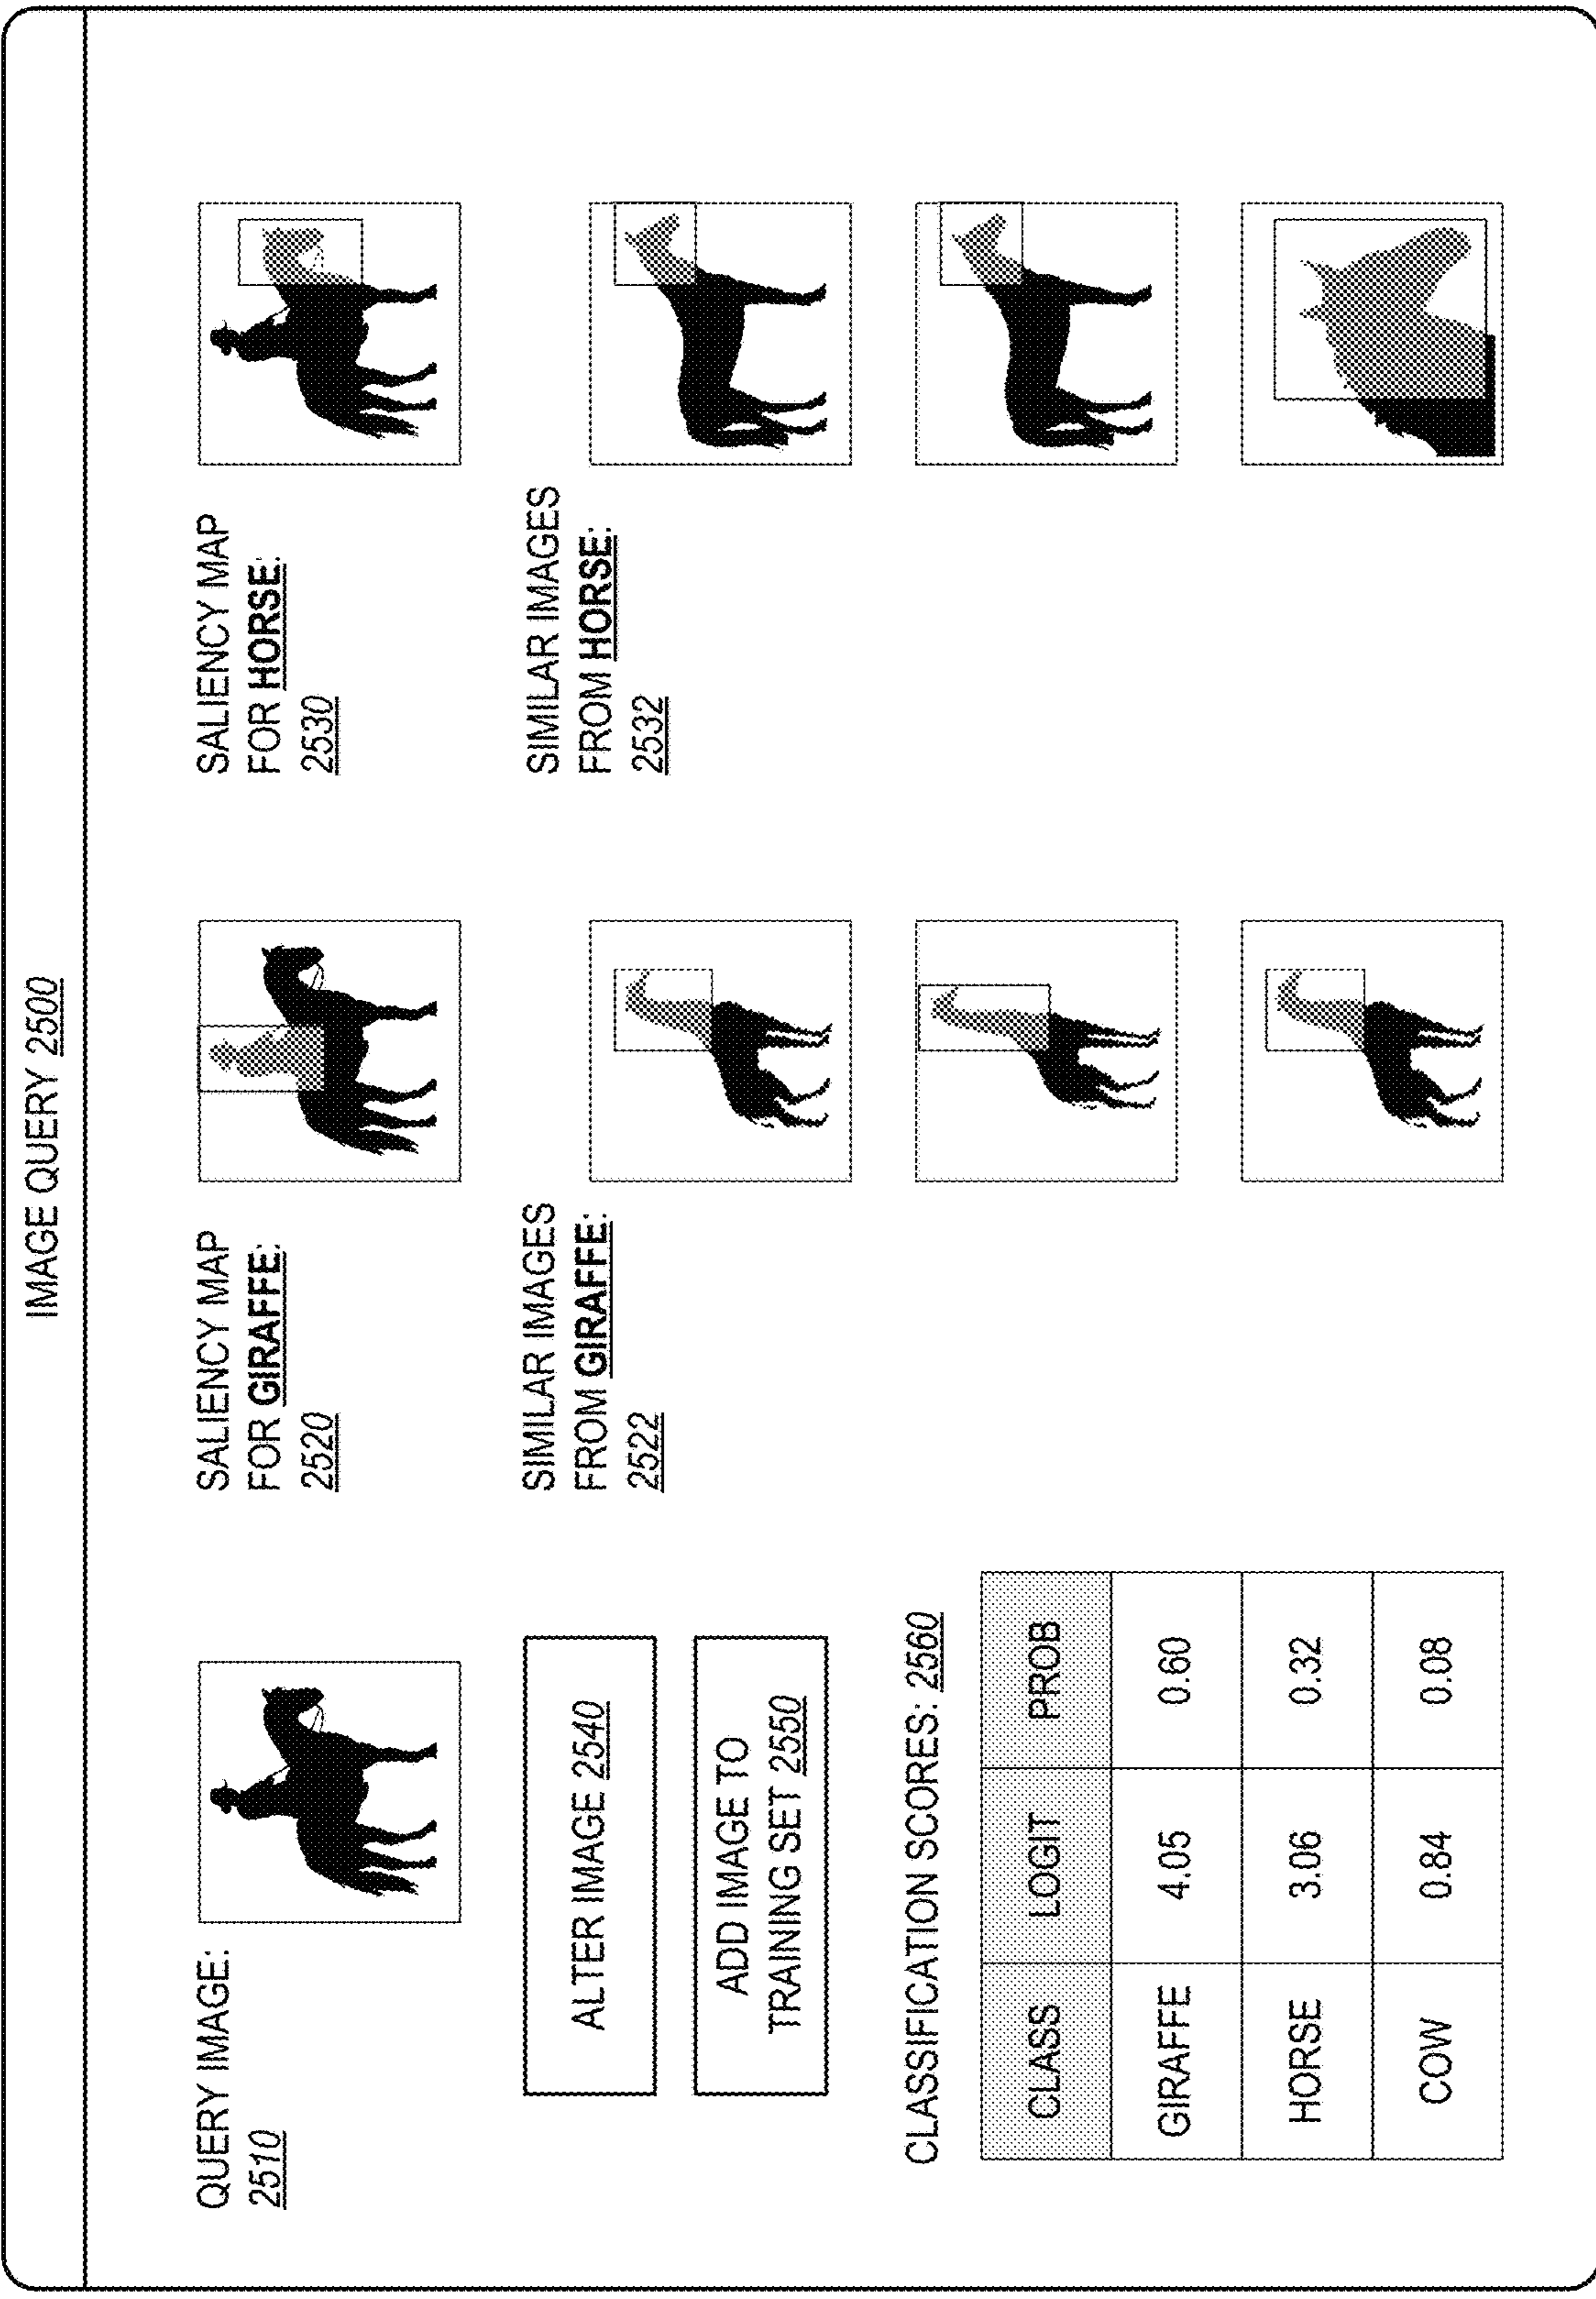 IMAGE QUERY 2500
QUERY IMAGE:
2510
ALTER IMAGE 2540
ADD IMAGE TO
TRAINING SET 2550
CLASSIFICATION SCORES: 2560
CLASS LOGIT PROB
GIRAFFE 4.05 0.60
HORSE 3.06 0.32
COW 0.84 0.08
SALIENCY MAP
FOR GIRAFFE:
2520
SIMILAR IMAGES
FROM GIRAFFE:
2522
SALIENCY MAP
FOR HORSE:
2530
SIMILAR IMAGES
FROM HORSE:
2532